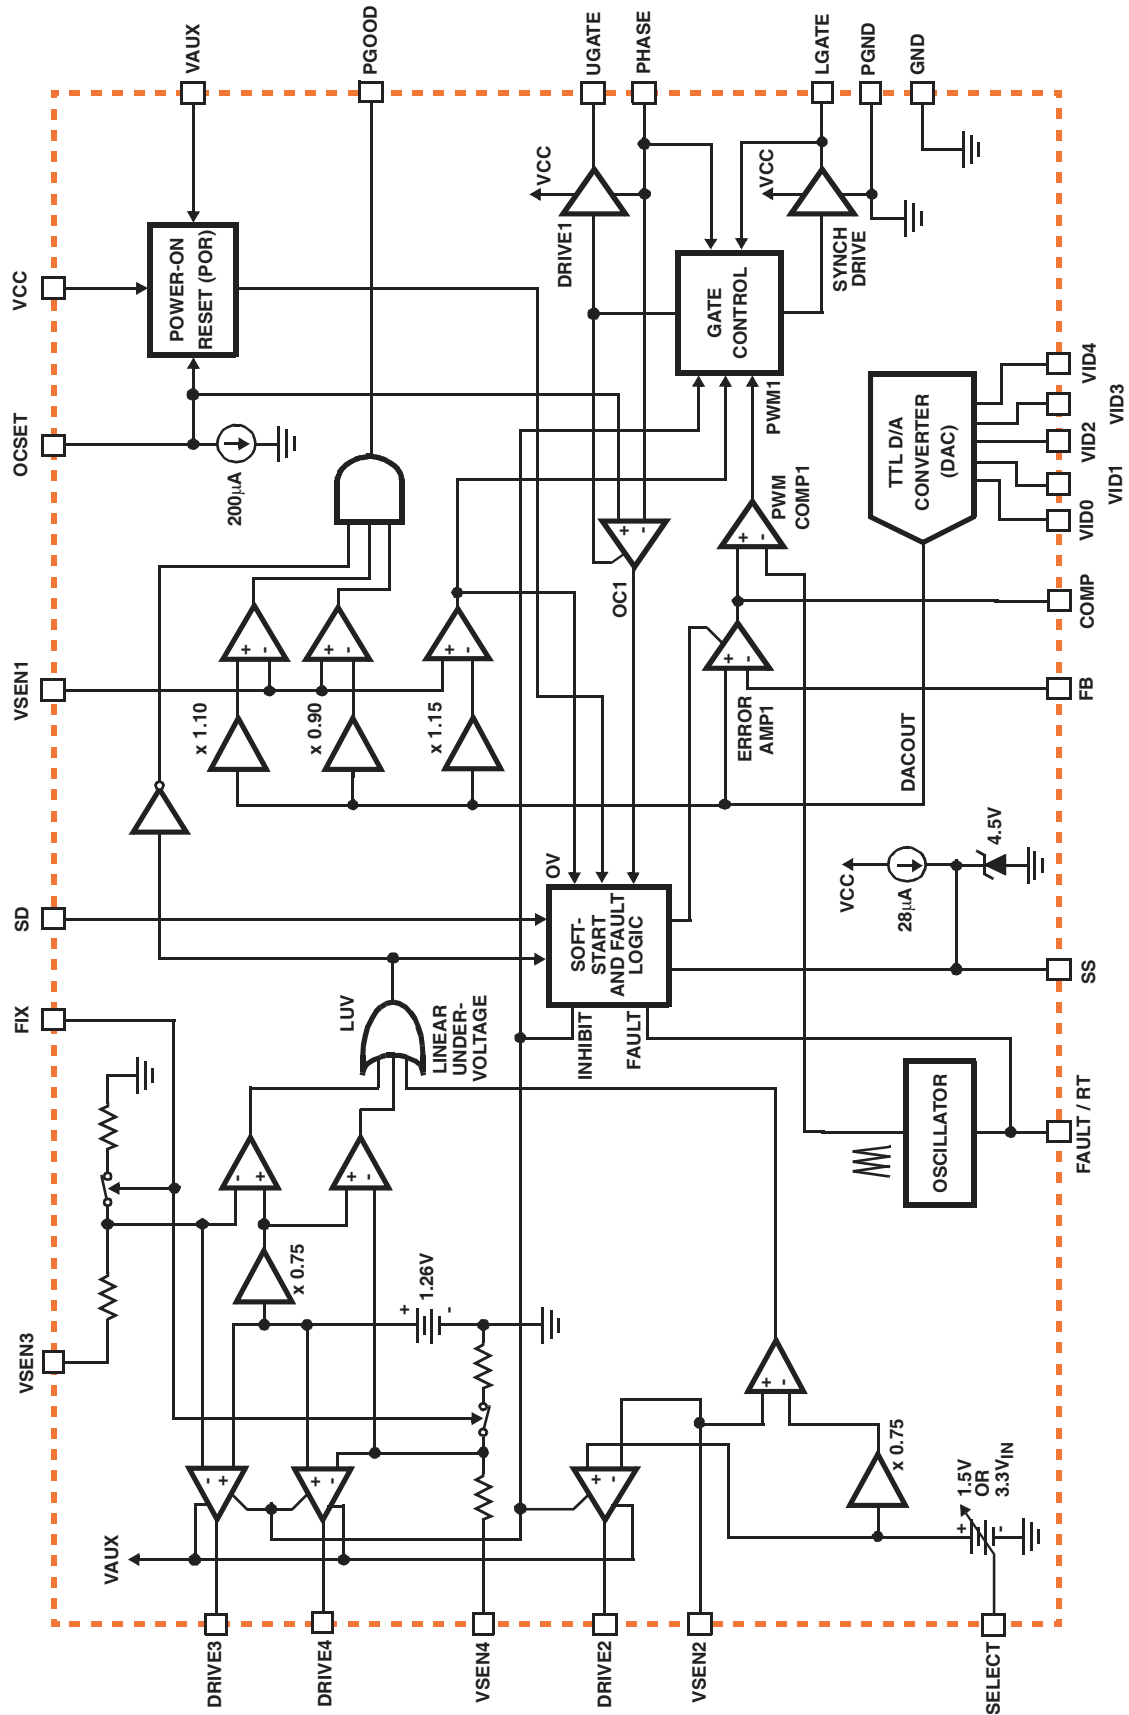 VSEN3
FIX
SD
VSEN1
OCSET
VCC
VAUX
POWER-ON
RESET (POR)
VAUX
PGOOD
200µA
x 1.10
+
-
x 0.90
+
-
x 1.15
+
-
-
+
x 0.75
+
-
LUV
LINEAR
UNDER-
VOLTAGE
+
1.26V
-
-
+
+
-
DRIVE3
DRIVE4
VSEN4
DRIVE2
VSEN2
SELECT
+
-
+
-
x 0.75
+
-
1.5V
OR
3.3VIN
OV
SOFT-
START
AND FAULT
LOGIC
INHIBIT
FAULT
OC1
+
-
DRIVE1
VCC
UGATE
PHASE
GATE
CONTROL
PWM1
VCC
SYNCH
DRIVE
LGATE
PGND
GND
PWM
COMP1
+
-
ERROR
AMP1
+
-
DACOUT
TTL D/A
CONVERTER
(DAC)
VCC
28µA
4.5V
OSCILLATOR
FAULT / RT
SS
FB
COMP
VID0
VID1
VID2
VID3
VID4